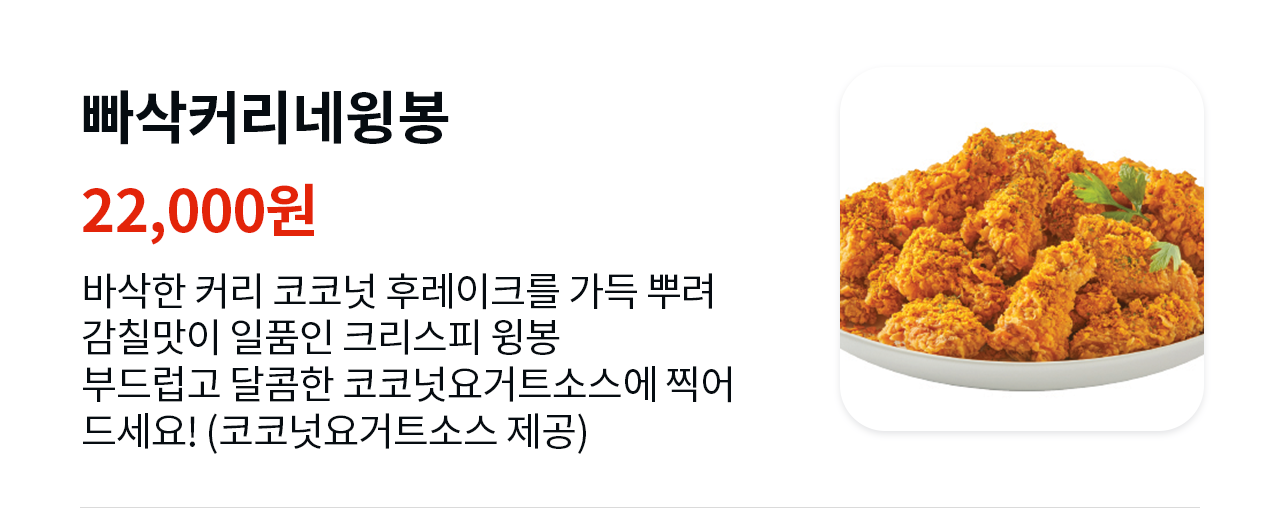 빠삭커리네윙봉
22,000원
바삭한 커리 코코넛 후레이크를 가득 뿌려
감칠맛이 일품인 크리스피 윙봉
부드럽고 달콤한 코코넛요거트소스에 찍어
드세요! (코코넛요거트소스 제공)